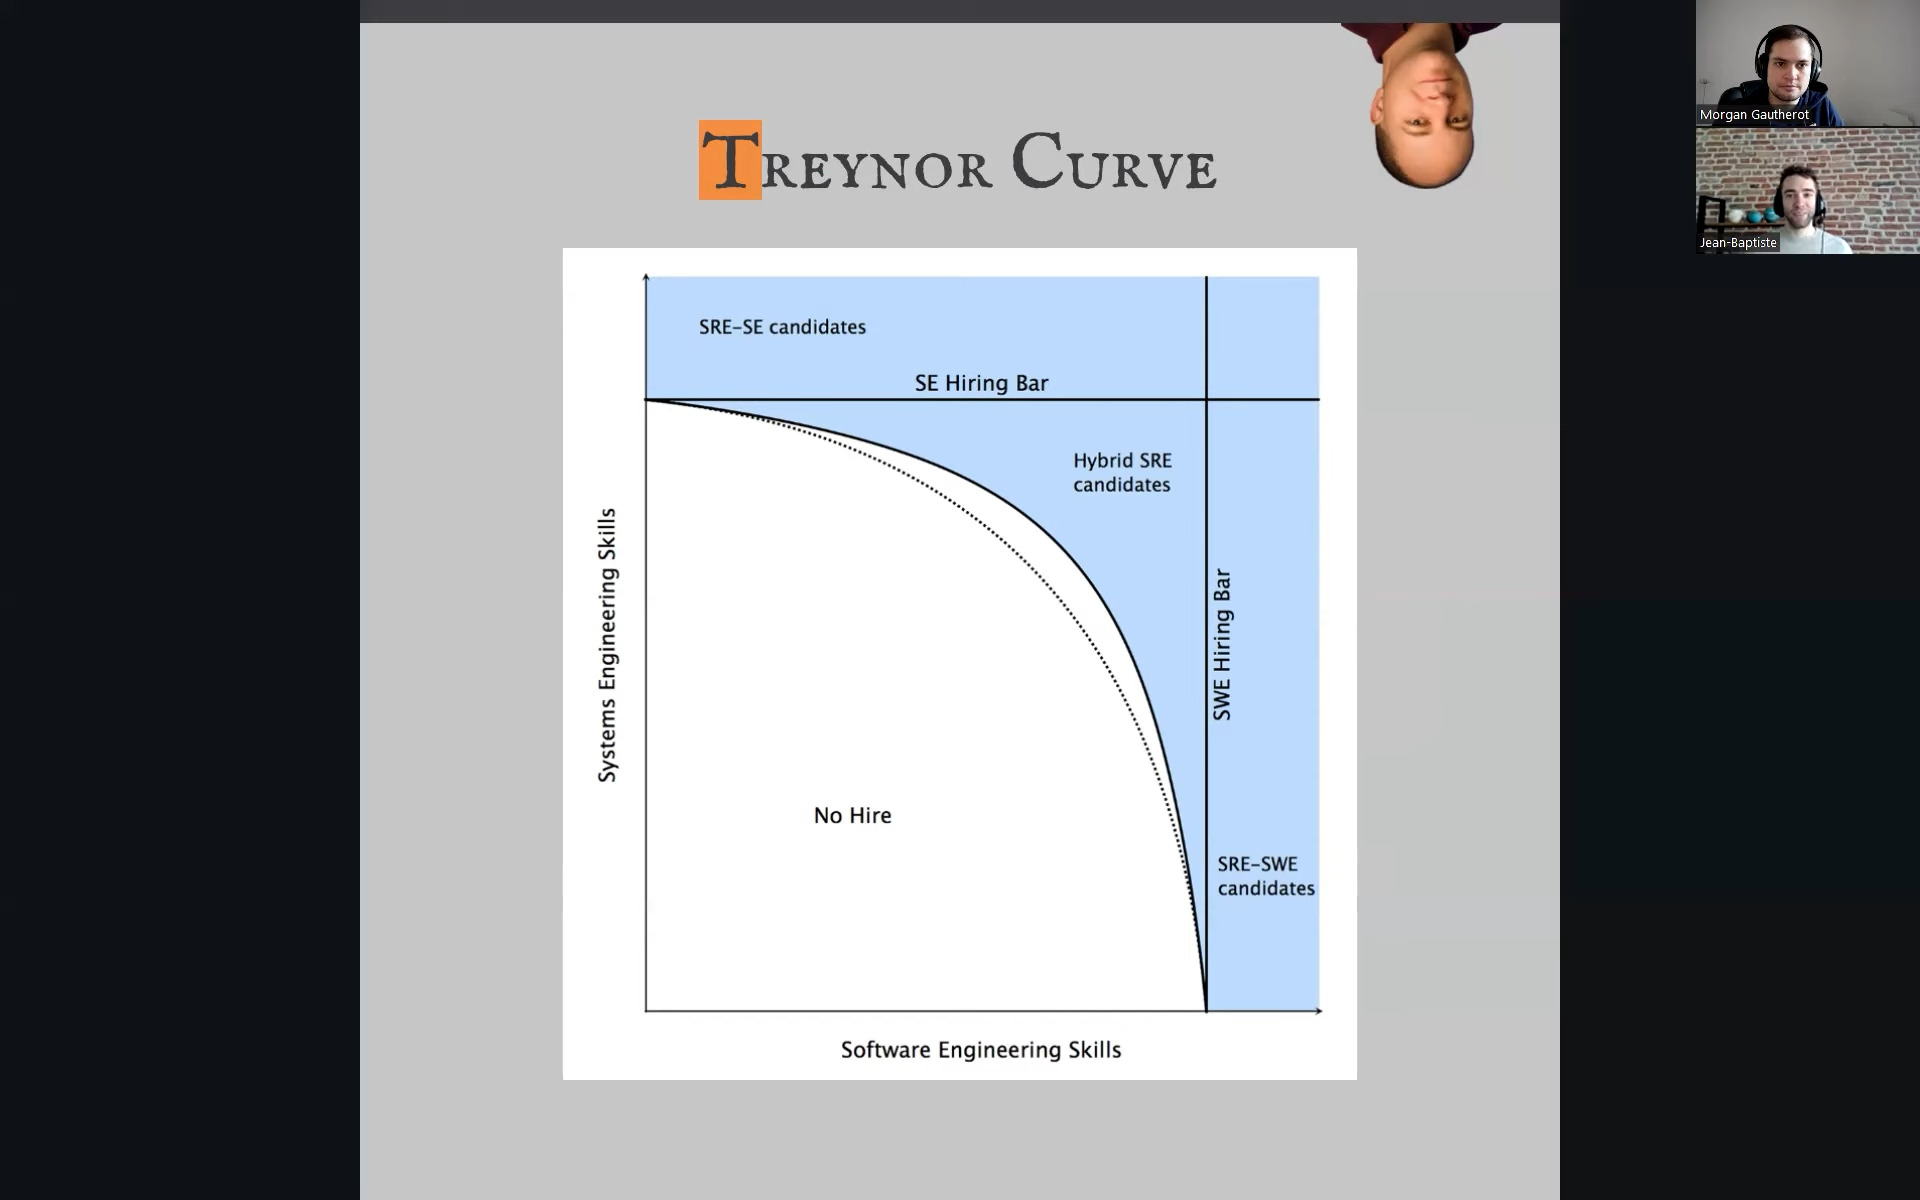 Treynor Curve
SRE-SE candidates
SE Hiring Bar
Hybrid SRE
candidates
Systems Engineering Skills
SWE Hiring Bar
No Hire
SRE-SWE
candidates
Software Engineering Skills
Morgan Gautherot
Jean-Baptiste